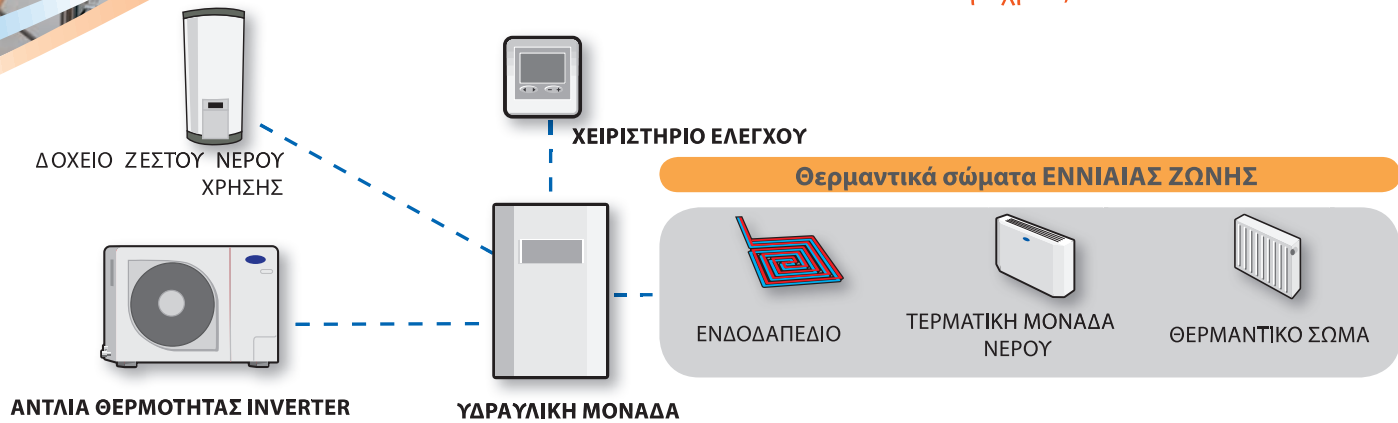 ΔΟΧΕΙΟ ΖΕΣΤΟΥ ΝΕΡΟΥ
ΧΡΗΣΗΣ
ΧΕΙΡΙΣΤΗΡΙΟ ΕΛΕΓΧΟΥ
Θερμαντικά σώματα ΕΝΝΙΑΙΑΣ ΖΩΝΗΣ
ΕΝΔΟΔΑΠΕΔΙΟ
ΤΕΡΜΑΤΙΚΗ ΜΟΝΑΔΑ
ΝΕΡΟΥ
ΘΕΡΜΑΝΤΙΚΟ ΣΩΜΑ
ΑΝΤΛΙΑ ΘΕΡΜΟΤΗΤΑΣ INVERTER
ΥΔΡΑΥΛΙΚΗ ΜΟΝΑΔΑ